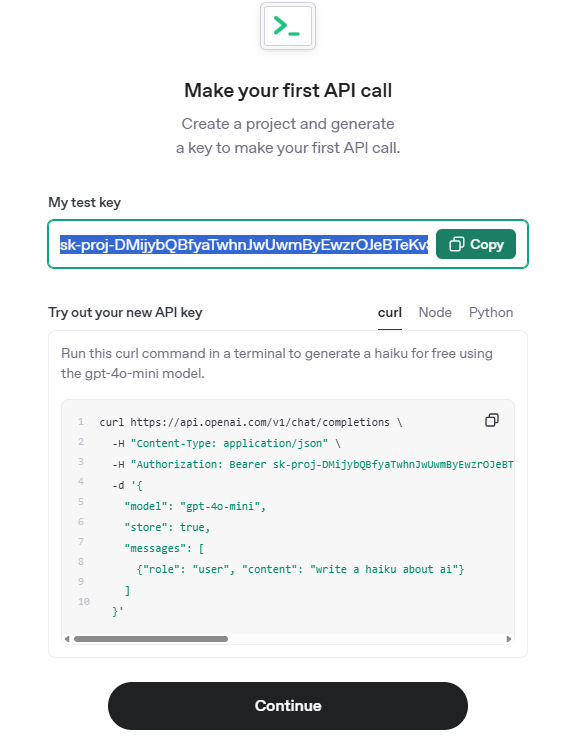 >_
Make your first API call
Create a project and generate
a key to make your first API call.
My test key
sk-proj-DMijybQBfyaTwhnJwUwmByEwzrOJeBTeKv
Copy
Try out your new API key
curl Node Python
Run this curl command in a terminal to generate a haiku for free using
the gpt-4o-mini model.
1 curl https://api.openai.com/v1/chat/completions \
2 -H "Content-Type: application/json" \
3 -H "Authorization: Bearer sk-proj-DMijybQBfyaTwhnJwUwmByEwzrOJeBT
4 -d '{
5 "model": "gpt-4o-mini",
6 "store": true,
7 "messages": [
8 {"role": "user", "content": "write a haiku about ai"}
9 ]
10 }'
Continue